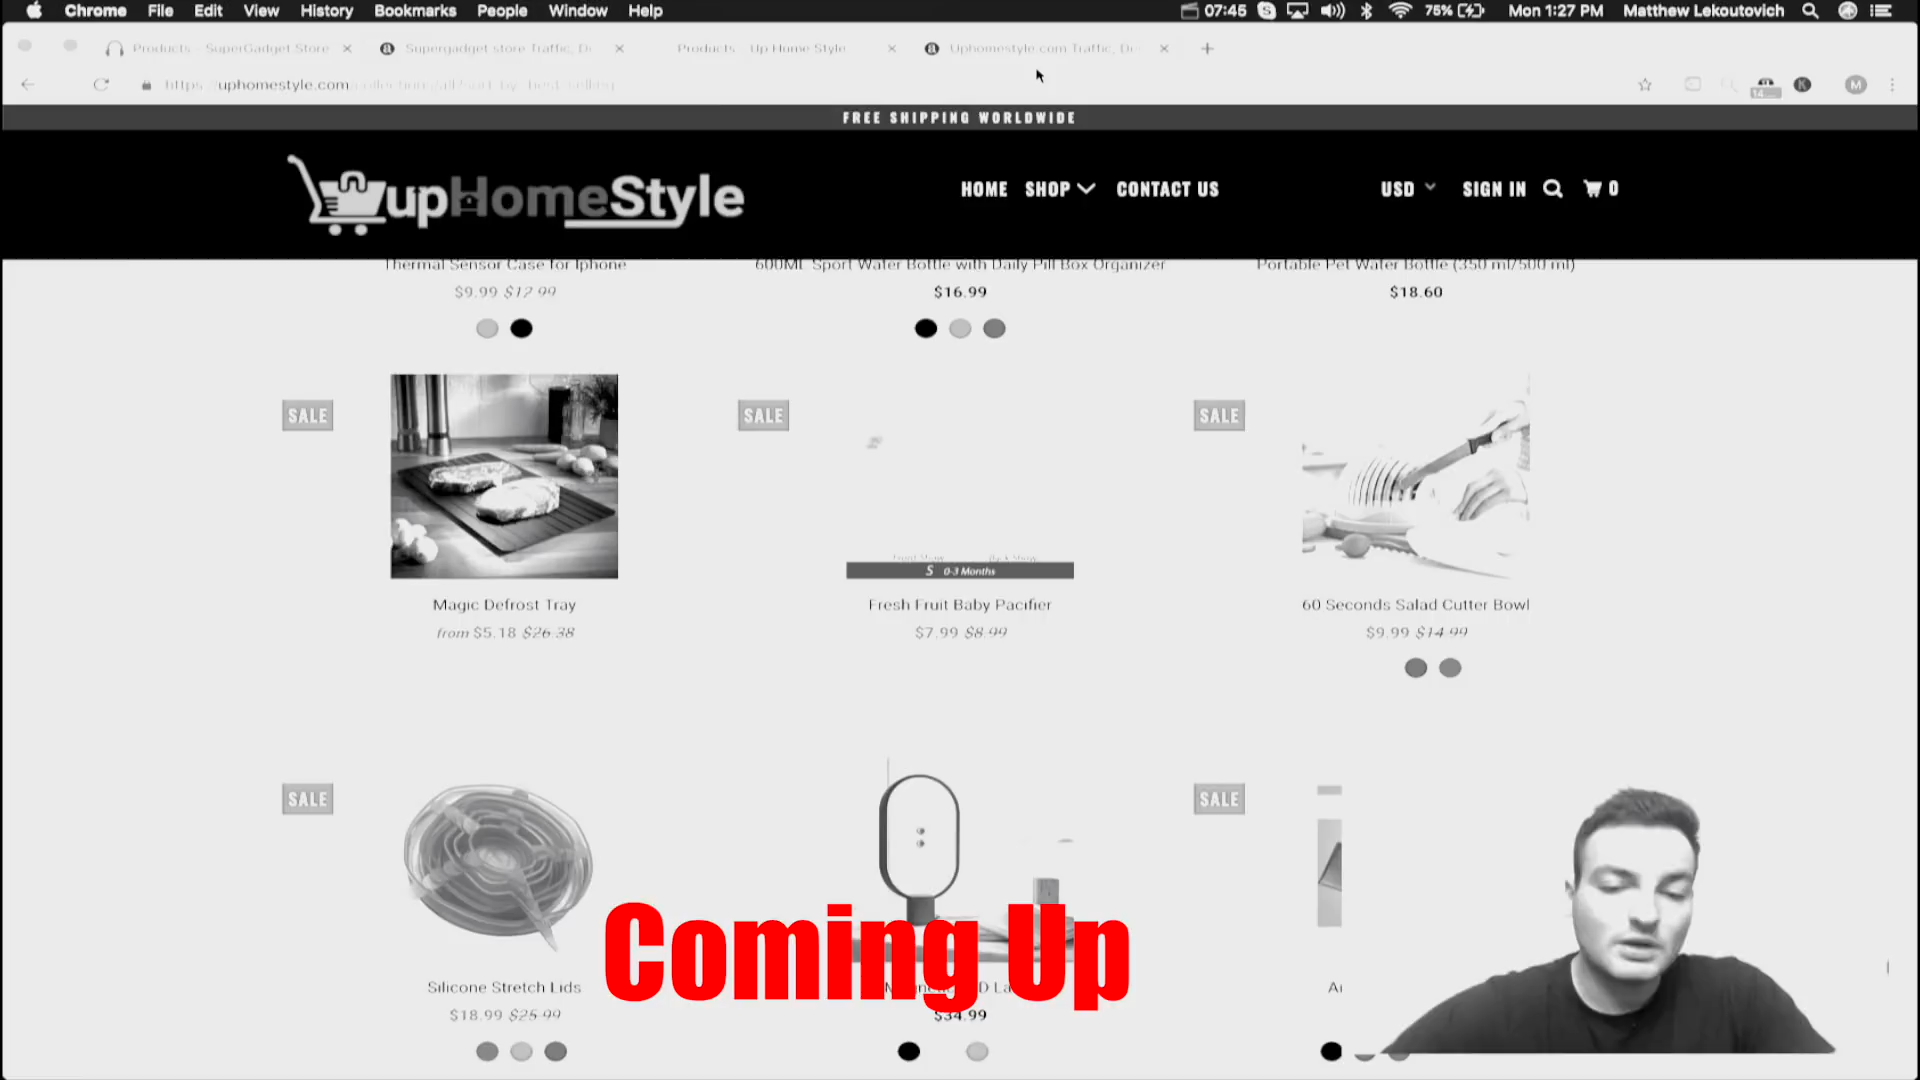 Chrome File Edit View History Bookmarks People Window Help 07:45 75% Mon 1:27 PM Matthew Lekoutovich
Products - SuperGadget Store Supergadget.store Traffic, De Products Up Home Style Uphomestyle.com Traffic, De
https uphomestyle.com 14 K M
FREE SHIPPING WORLDWIDE
upHomeStyle HOME SHOP CONTACT US USD SIGN IN 0
Thermal Sensor Case for Iphone 600ML Sport Water Bottle with Daily Pill Box Organizer Portable Pet Water Bottle (350 ml/500 ml)
$9.99 $12.99 $16.99 $18.60
SALE SALE SALE
S 0-3 Months
Magic Defrost Tray Fresh Fruit Baby Pacifier 60 Seconds Salad Cutter Bowl
from $5.18 $26.38 $7.99 $8.99 $9.99 $14.99
SALE SALE
Coming Up
Silicone Stretch Lids
$18.99 $25.99 $34.99